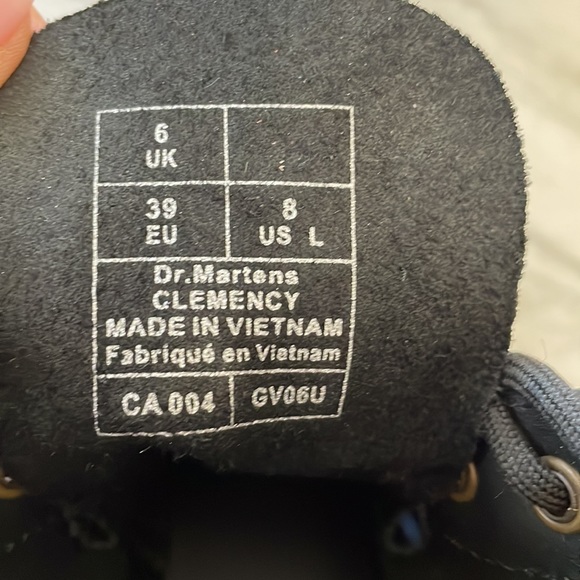 6
UK
39
EU
8
US L
Dr.Martens
CLEMENCY
MADE IN VIETNAM
Fabriqué en Vietnam
CA 004
GV06U